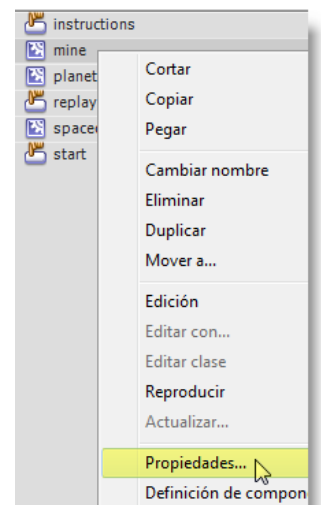 instructions
mine
planet
replay
space
start
Cortar
Copiar
Pegar
Cambiar nombre
Eliminar
Duplicar
Mover a...
Edición
Editar con...
Editar clase
Reproducir
Actualizar...
Propiedades...
Definición de compon